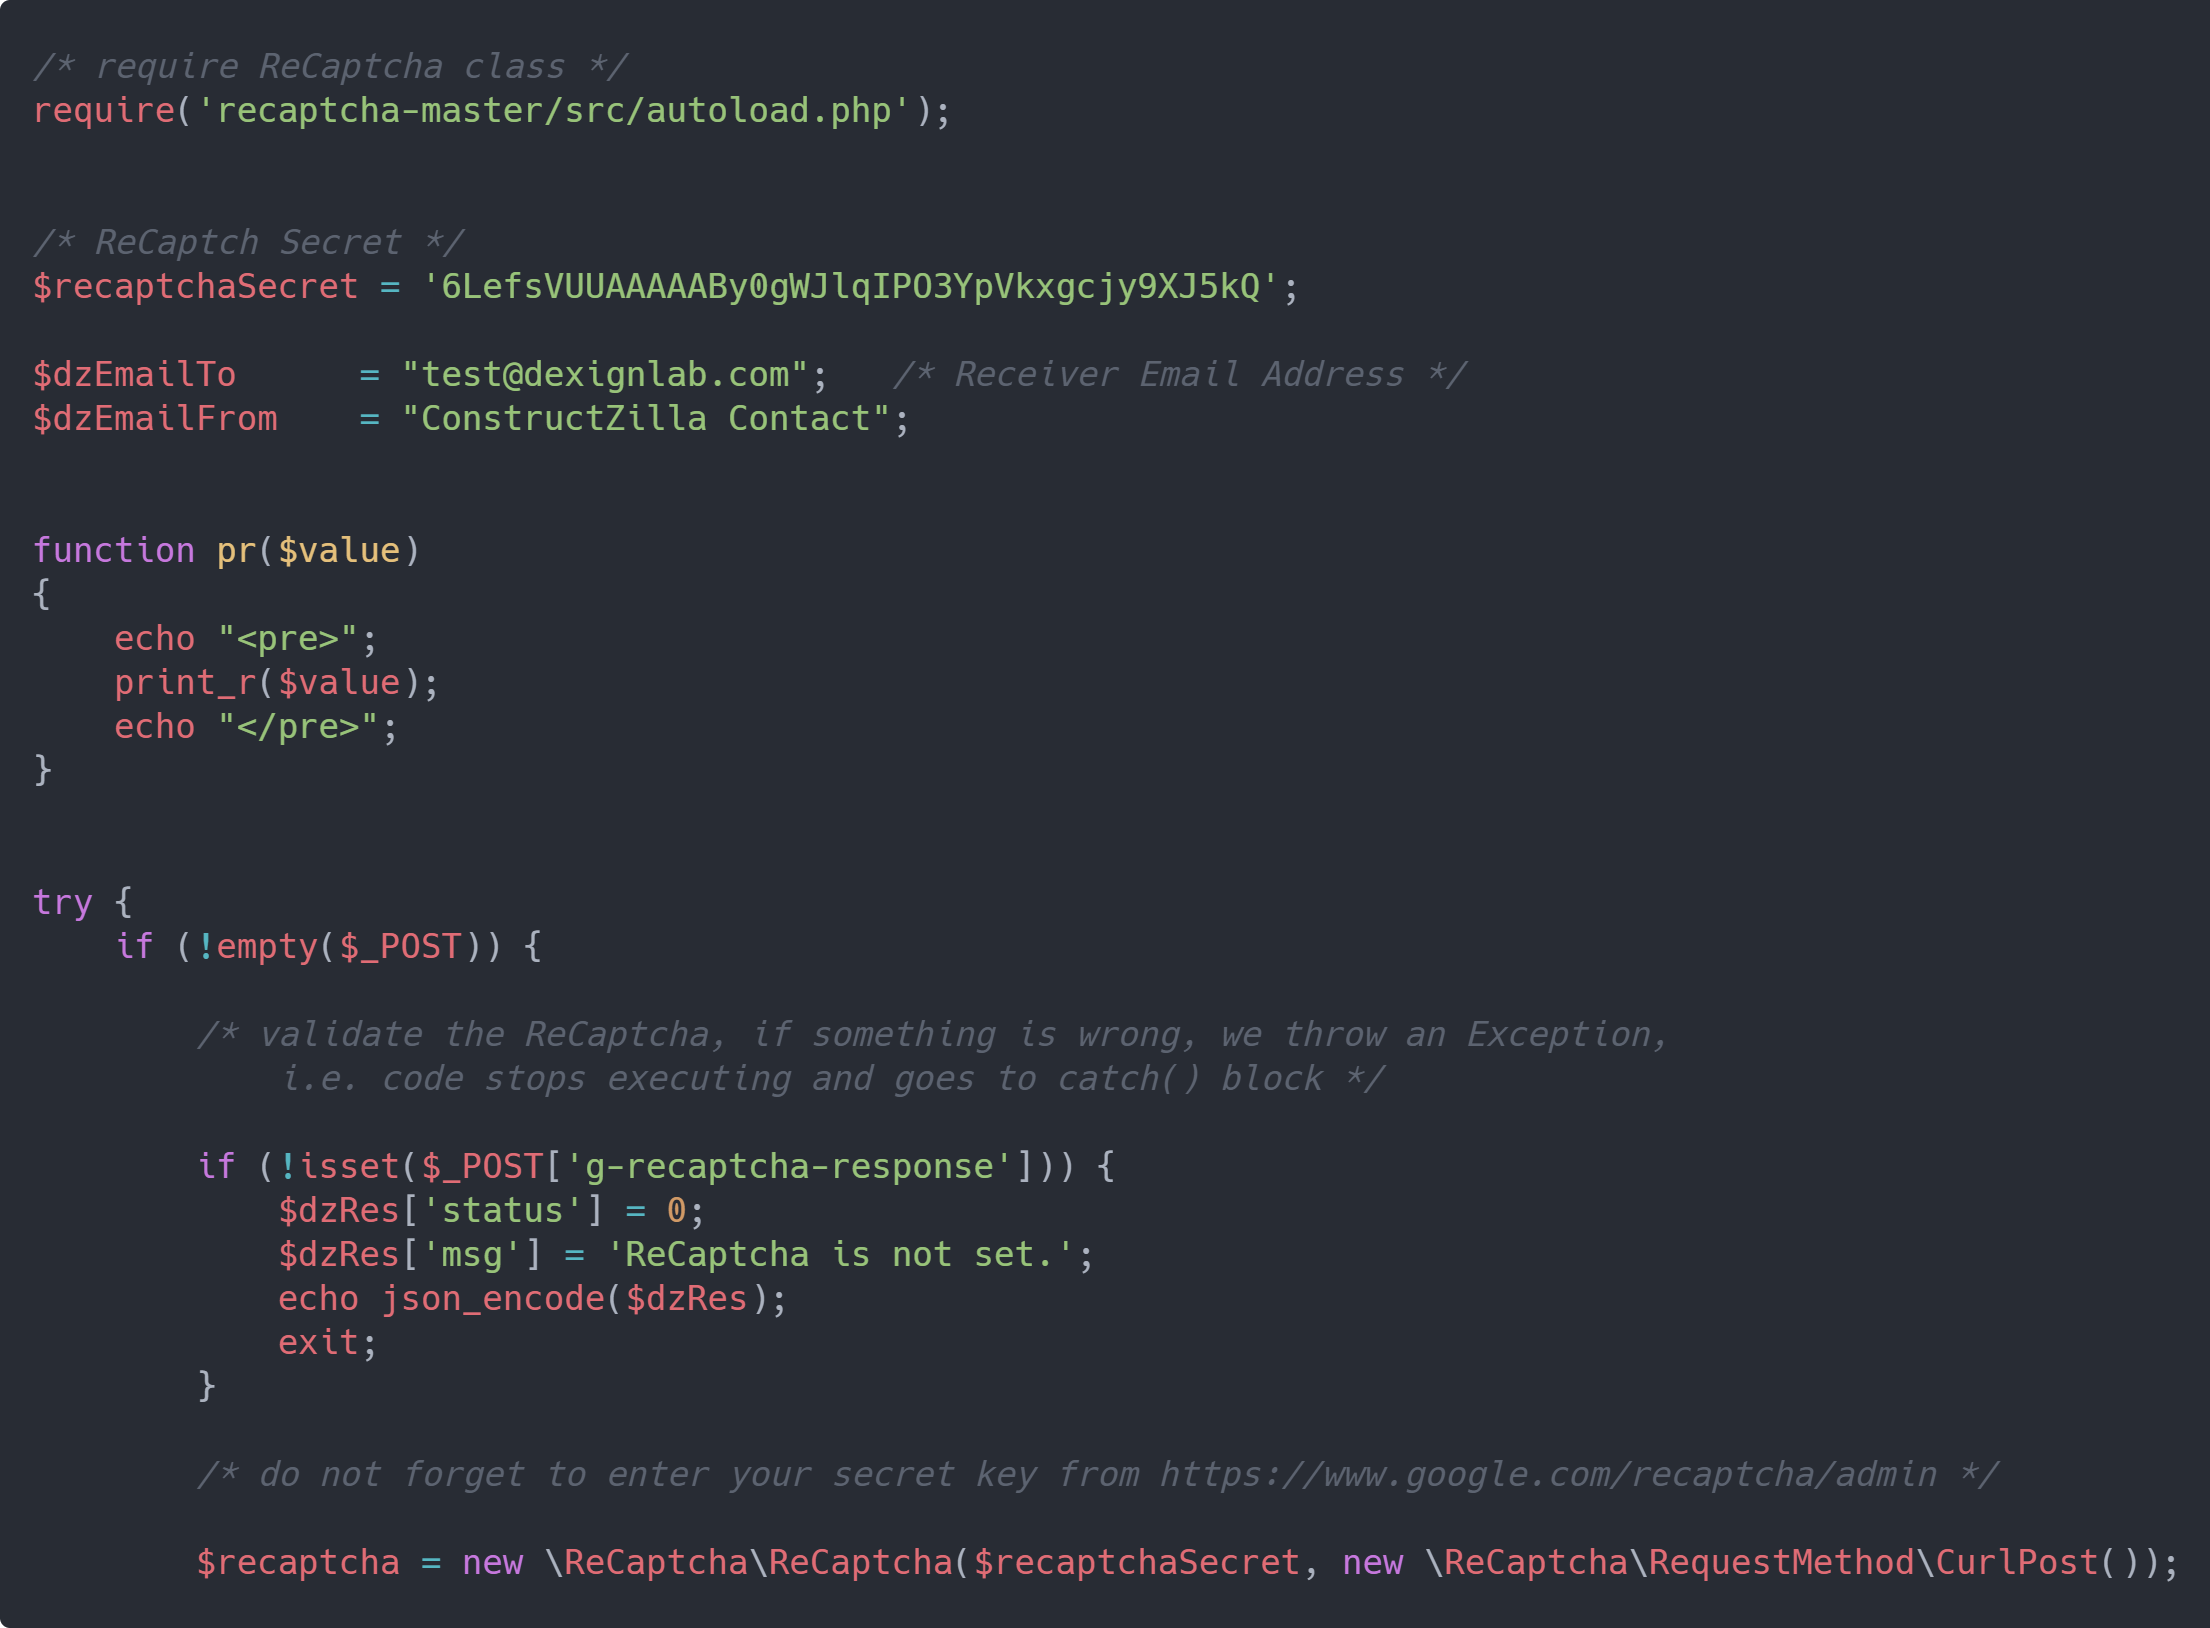 /* require ReCaptcha class */
require('recaptcha-master/src/autoload.php');
/* ReCaptch Secret */
$recaptchaSecret = '6LefsVUUAAAAABy0gWJlqIPO3YpVkxgcjy9XJ5kQ';
$dzEmailTo      = "test@dexignlab.com";   /* Receiver Email Address */
$dzEmailFrom    = "ConstructZilla Contact";
function pr($value)
{
    echo "<pre>";
    print_r($value);
    echo "</pre>";
}
try {
    if (!empty($_POST)) {
        /* validate the ReCaptcha, if something is wrong, we throw an Exception,
            i.e. code stops executing and goes to catch() block */
        if (!isset($_POST['g-recaptcha-response'])) {
            $dzRes['status'] = 0;
            $dzRes['msg'] = 'ReCaptcha is not set.';
            echo json_encode($dzRes);
            exit;
        }
        /* do not forget to enter your secret key from https://www.google.com/recaptcha/admin */
        $recaptcha = new \ReCaptcha\ReCaptcha($recaptchaSecret, new \ReCaptcha\RequestMethod\CurlPost());